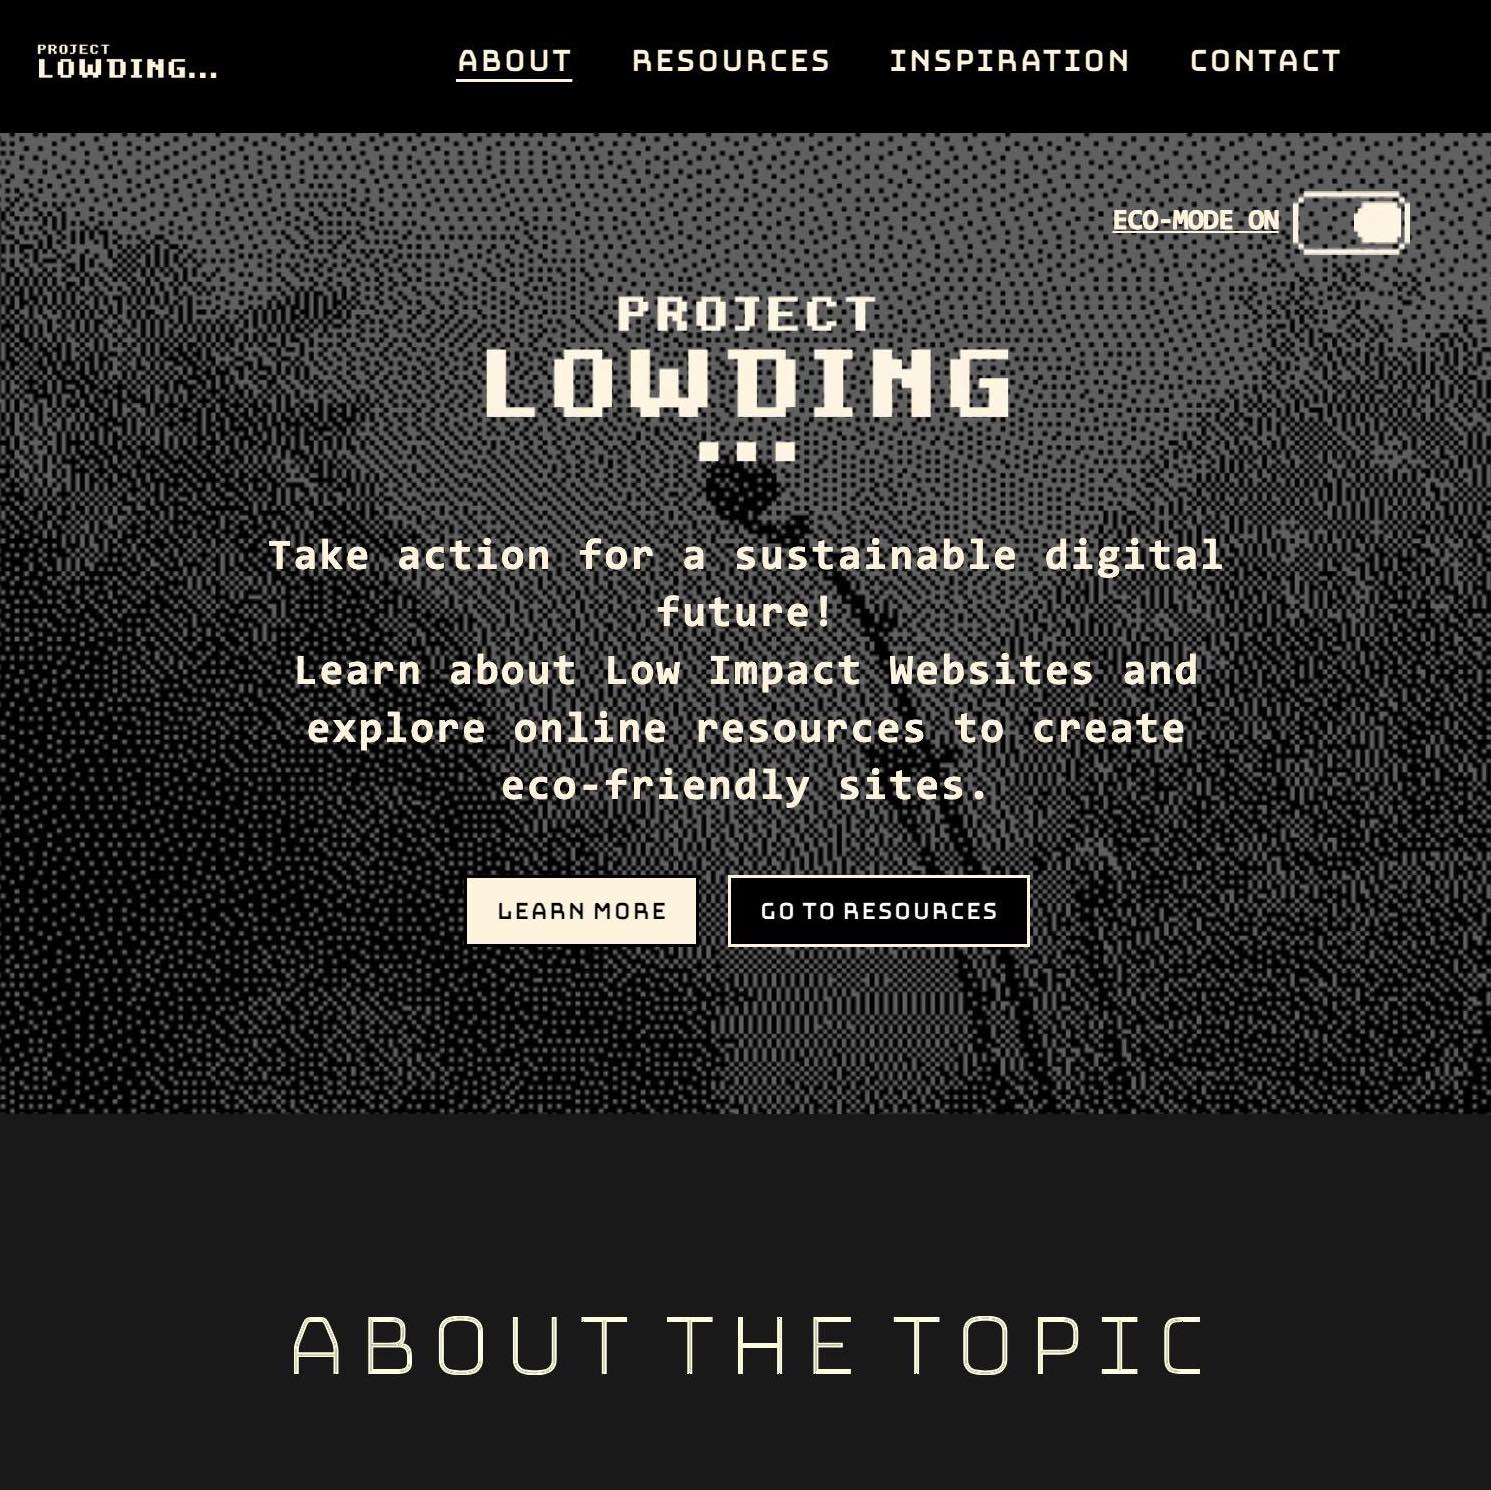 PROJECT
LOWDING...
ABOUT RESOURCES INSPIRATION CONTACT
ECO-MODE ON
PROJECT
LOWDING
...
Take action for a sustainable digital
future!
Learn about Low Impact Websites and
explore online resources to create
eco-friendly sites.
LEARN MORE GO TO RESOURCES
ABOUT THE TOPIC